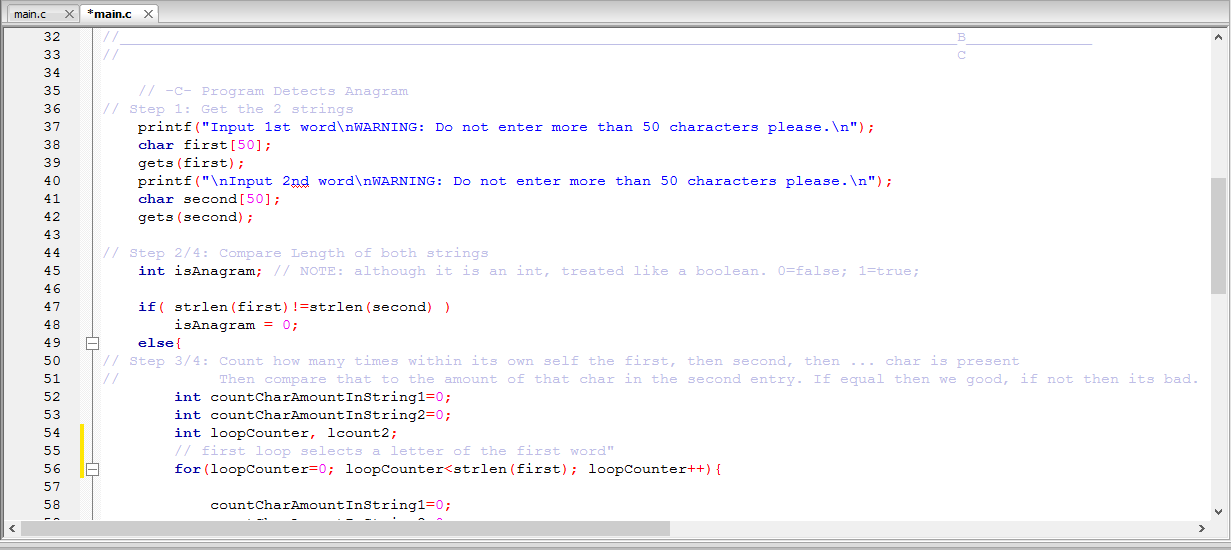 main.c
*main.c
32 // B
33 // C
34
35 // -C- Program Detects Anagram
36 // Step 1: Get the 2 strings
37 printf("Input 1st word\nWARNING: Do not enter more than 50 characters please.\n");
38 char first[50];
39 gets(first);
40 printf("\nInput 2nd word\nWARNING: Do not enter more than 50 characters please.\n");
41 char second[50];
42 gets(second);
43
44 // Step 2/4: Compare Length of both strings
45 int isAnagram; // NOTE: although it is an int, treated like a boolean. 0=false; 1=true;
46
47 if( strlen(first)!=strlen(second) )
48 isAnagram = 0;
49 else{
50 // Step 3/4: Count how many times within its own self the first, then second, then ... char is present
51 // Then compare that to the amount of that char in the second entry. If equal then we good, if not then its bad.
52 int countCharAmountInString1=0;
53 int countCharAmountInString2=0;
54 int loopCounter, lcount2;
55 // first loop selects a letter of the first word"
56 for(loopCounter=0; loopCounter<strlen(first); loopCounter++){
57
58 countCharAmountInString1=0;